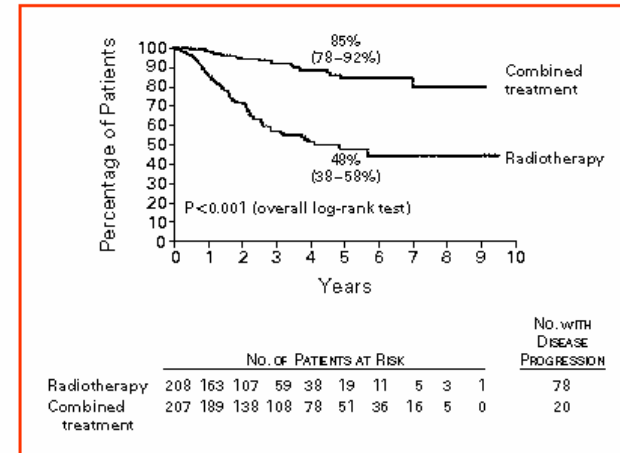 85%
(78–92%)
Combined
treatment
48%
(38–58%)
Radiotherapy
P<0.001 (overall log-rank test)
Percentage of Patients
100
90
80
70
60
50
40
30
20
10
0
0 1 2 3 4 5 6 7 8 9 10
Years
No. with
Disease
Progression
No. of Patients at Risk
Radiotherapy 208 163 107 59 38 19 11 5 3 1 78
Combined 207 189 138 108 78 51 36 16 5 0 20
treatment